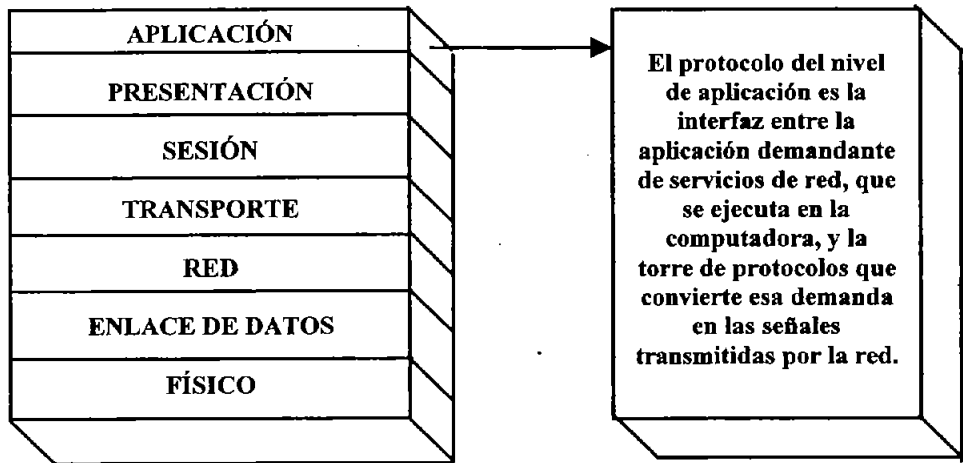 APLICACIÓN
PRESENTACIÓN
SESIÓN
TRANSPORTE
RED
ENLACE DE DATOS
FÍSICO
El protocolo del nivel
de aplicación es la
interfaz entre la
aplicación demandante
de servicios de red, que
se ejecuta en la
computadora, y la
torre de protocolos que
convierte esa demanda
en las señales
transmitidas por la red.